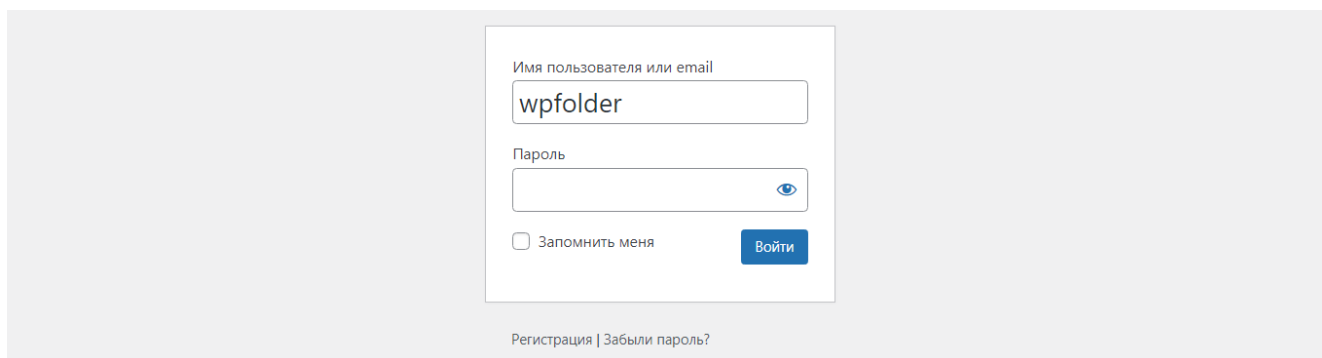 Имя пользователя или email
wpfolder
Пароль
Запомнить меня
Войти
Регистрация | Забыли пароль?